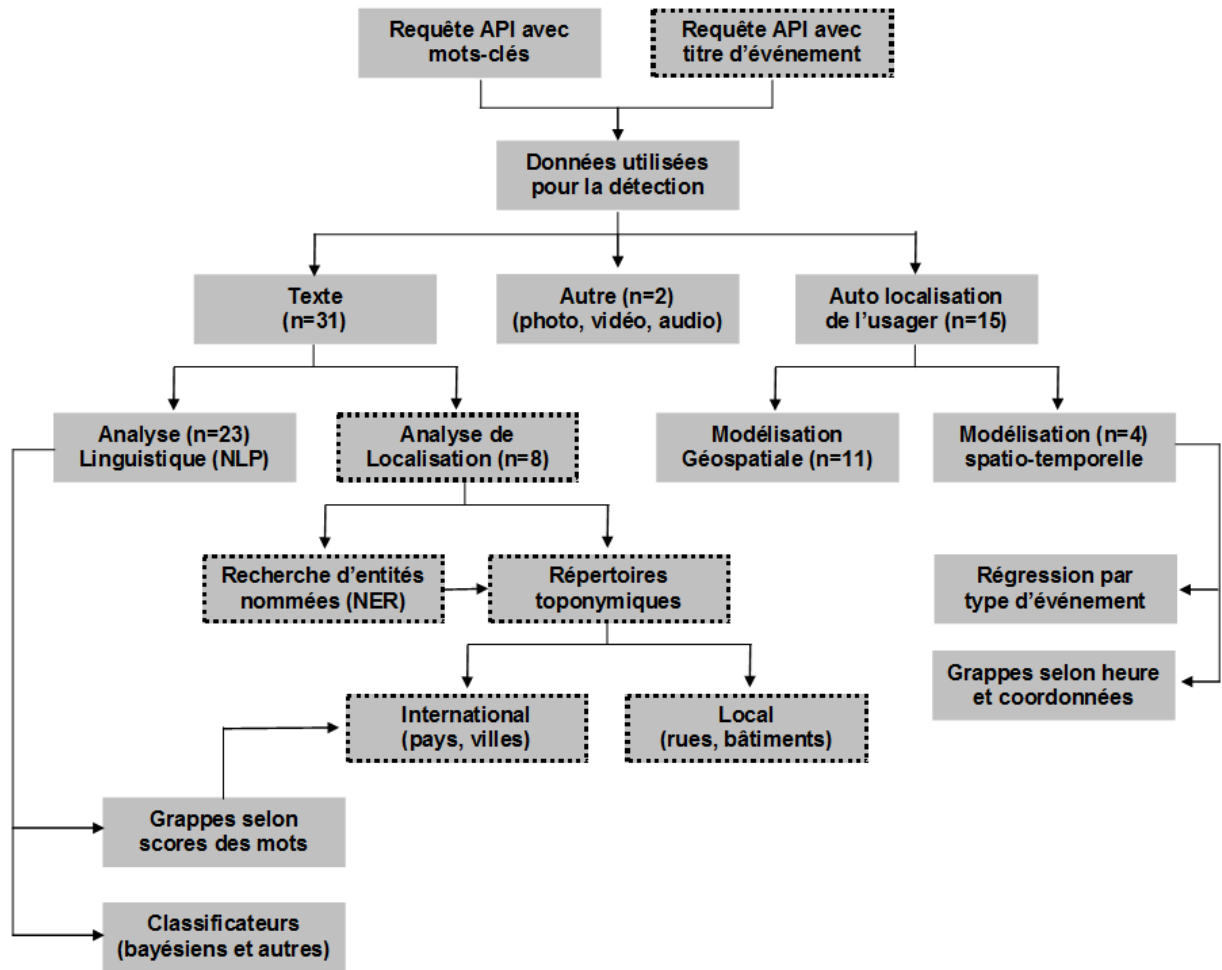 Requête API avec
mots-clés
Requête API avec
titre d'événement
Données utilisées
pour la détection
Texte
(n=31)
Autre (n=2)
(photo, vidéo, audio)
Auto localisation
de l'usager (n=15)
Analyse (n=23)
Linguistique (NLP)
Analyse de
Localisation (n=8)
Modélisation
Géospatiale (n=11)
Modélisation (n=4)
spatio-temporelle
Recherche d'entités
nommées (NER)
Répertoires
toponymiques
Régression par
type d'événement
Grappes selon heure
et coordonnées
International
(pays, villes)
Local
(rues, bâtiments)
Grappes selon
scores des mots
Classificateurs
(bayésiens et autres)